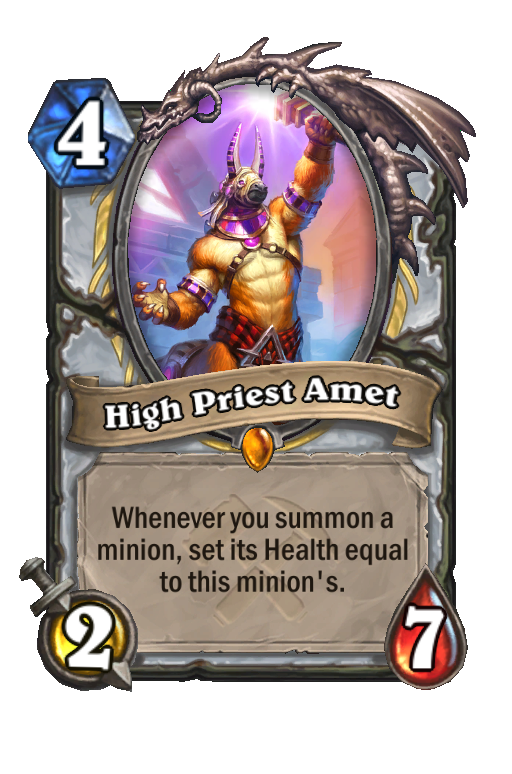 4
High Priest Amet
Whenever you summon a
minion, set its Health equal
to this minion's.
2
7